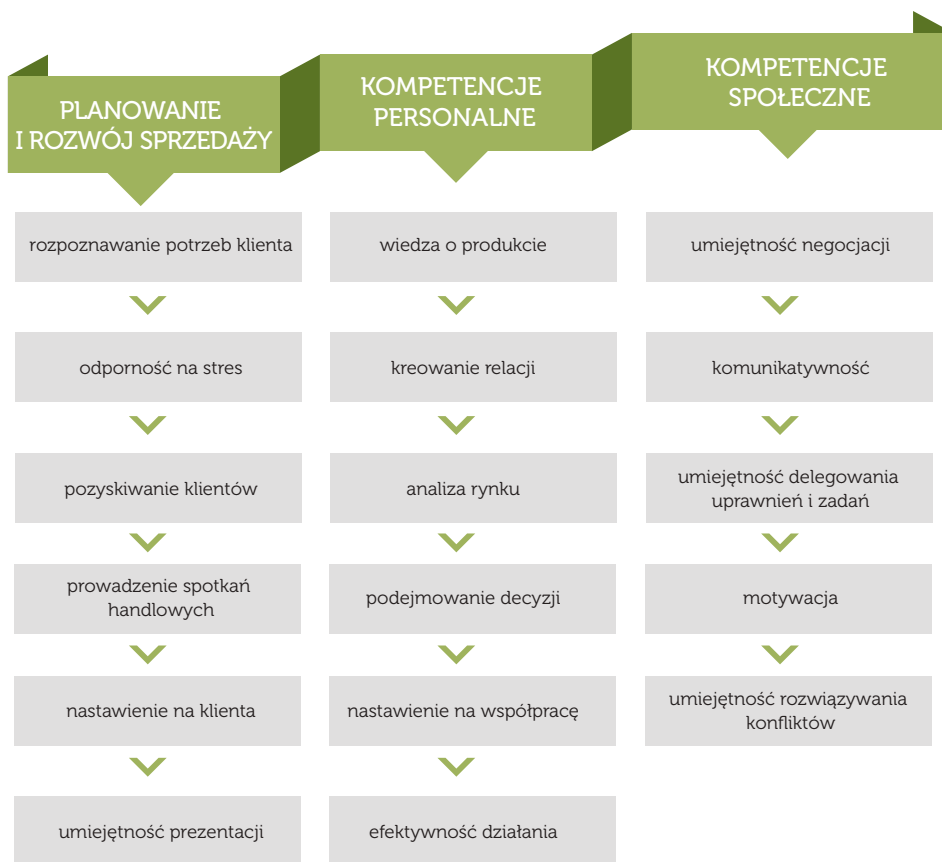 PLANOWANIE
I ROZWÓJ SPRZEDAŻY
rozpoznawanie potrzeb klienta
odporność na stres
pozyskiwanie klientów
prowadzenie spotkań
handlowych
nastawienie na klienta
umiejętność prezentacji
KOMPETENCJE
PERSONALNE
wiedza o produkcie
kreowanie relacji
analiza rynku
podejmowanie decyzji
nastawienie na współpracę
efektywność działania
KOMPETENCJE
SPOŁECZNE
umiejętność negocjacji
komunikatywność
umiejętność delegowania
uprawnień i zadań
motywacja
umiejętność rozwiązywania
konfliktów